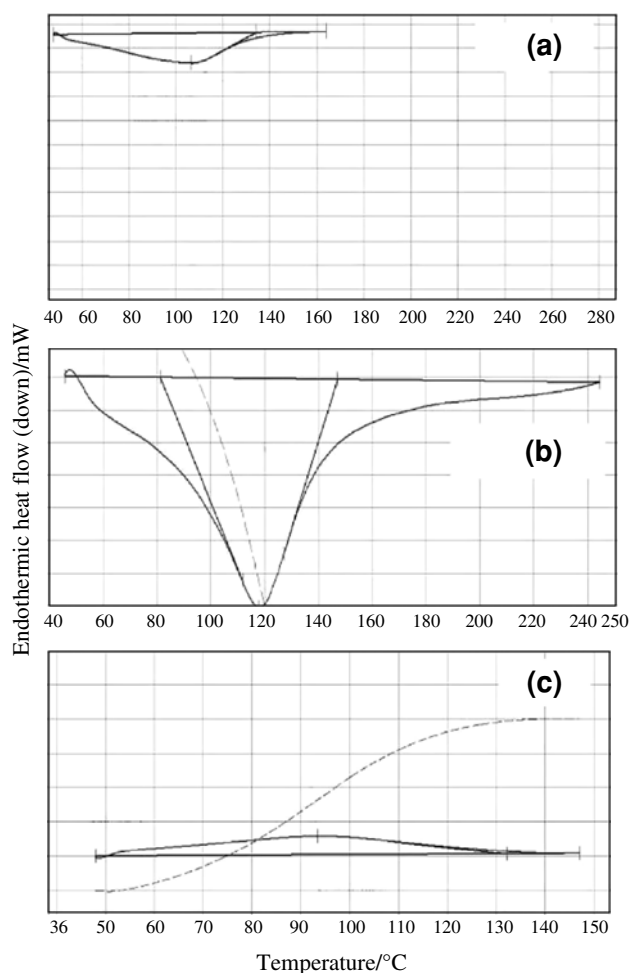 (a)
40 60 80 100 120 140 160 180 200 220 240 260 280
(b)
Endothermic heat flow (down)/mW
40 60 80 100 120 140 160 180 200 220 240 250
(c)
36 50 60 70 80 90 100 110 120 130 140 150
Temperature/°C